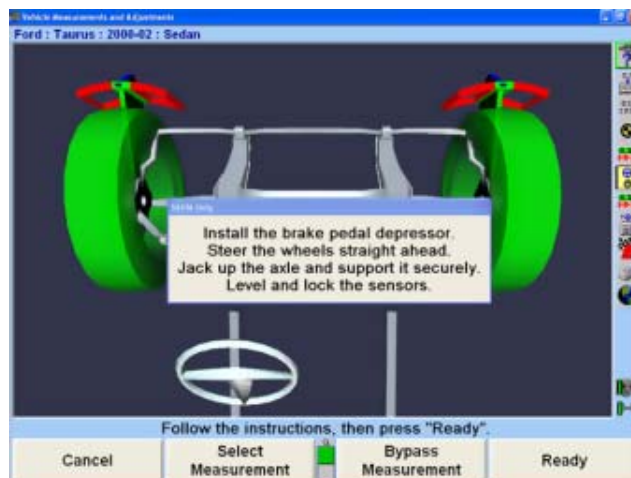 Vehicle Measurements and Adjustments
Ford : Taurus : 2000-02 : Sedan
Install the brake pedal depressor.
Steer the wheels straight ahead.
Jack up the axle and support it securely.
Level and lock the sensors.
Follow the instructions, then press "Ready".
Cancel
Select
Measurement
Bypass
Measurement
Ready